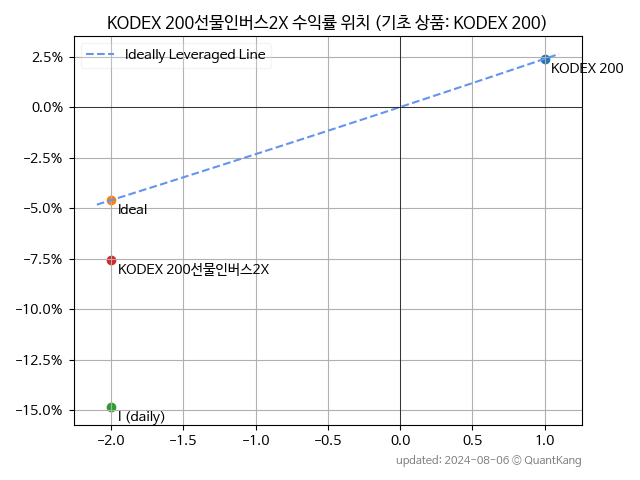 KODEX 200선물인버스2X 수익률 위치 (기초 상품: KODEX 200)
Ideally Leveraged Line
2.5%
KODEX 200
0.0%
−2.5%
−5.0%
Ideal
−7.5%
KODEX 200선물인버스2X
−10.0%
−12.5%
−15.0%
I (daily)
−2.0 −1.5 −1.0 −0.5 0.0 0.5 1.0
updated: 2024-08-06 © QuantKang